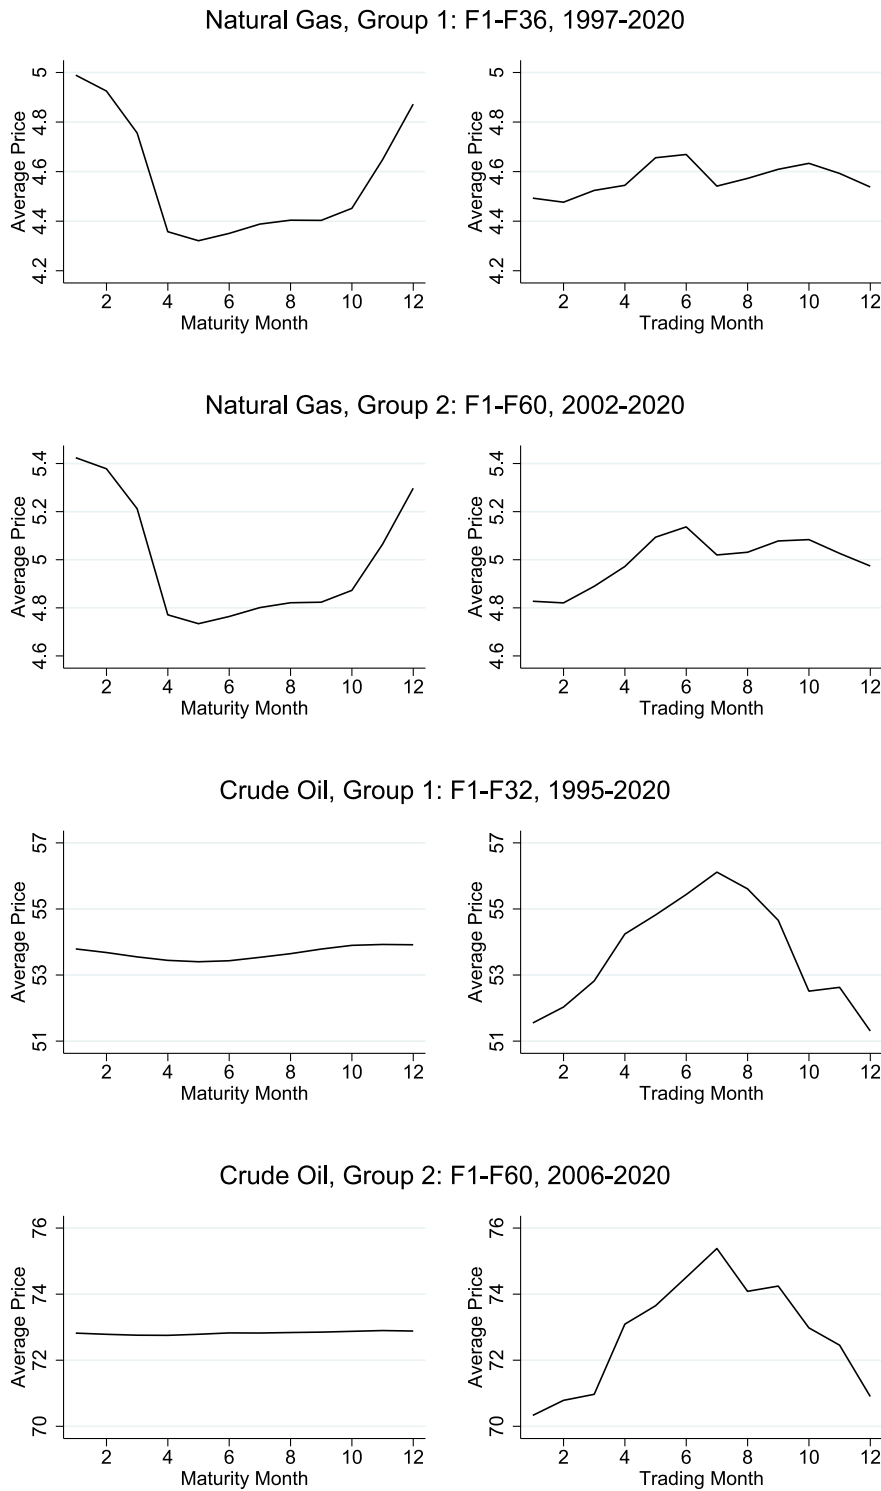 Natural Gas, Group 1: F1-F36, 1997-2020
Average Price
5
4.8
4.6
4.4
4.2
2 4 6 8 10 12
Maturity Month
Average Price
5
4.8
4.6
4.4
4.2
2 4 6 8 10 12
Trading Month
Natural Gas, Group 2: F1-F60, 2002-2020
Average Price
5.4
5.2
5
4.8
4.6
2 4 6 8 10 12
Maturity Month
Average Price
5.4
5.2
5
4.8
4.6
2 4 6 8 10 12
Trading Month
Crude Oil, Group 1: F1-F32, 1995-2020
Average Price
57
55
53
51
2 4 6 8 10 12
Maturity Month
Average Price
57
55
53
51
2 4 6 8 10 12
Trading Month
Crude Oil, Group 2: F1-F60, 2006-2020
Average Price
76
74
72
70
2 4 6 8 10 12
Maturity Month
Average Price
76
74
72
70
2 4 6 8 10 12
Trading Month